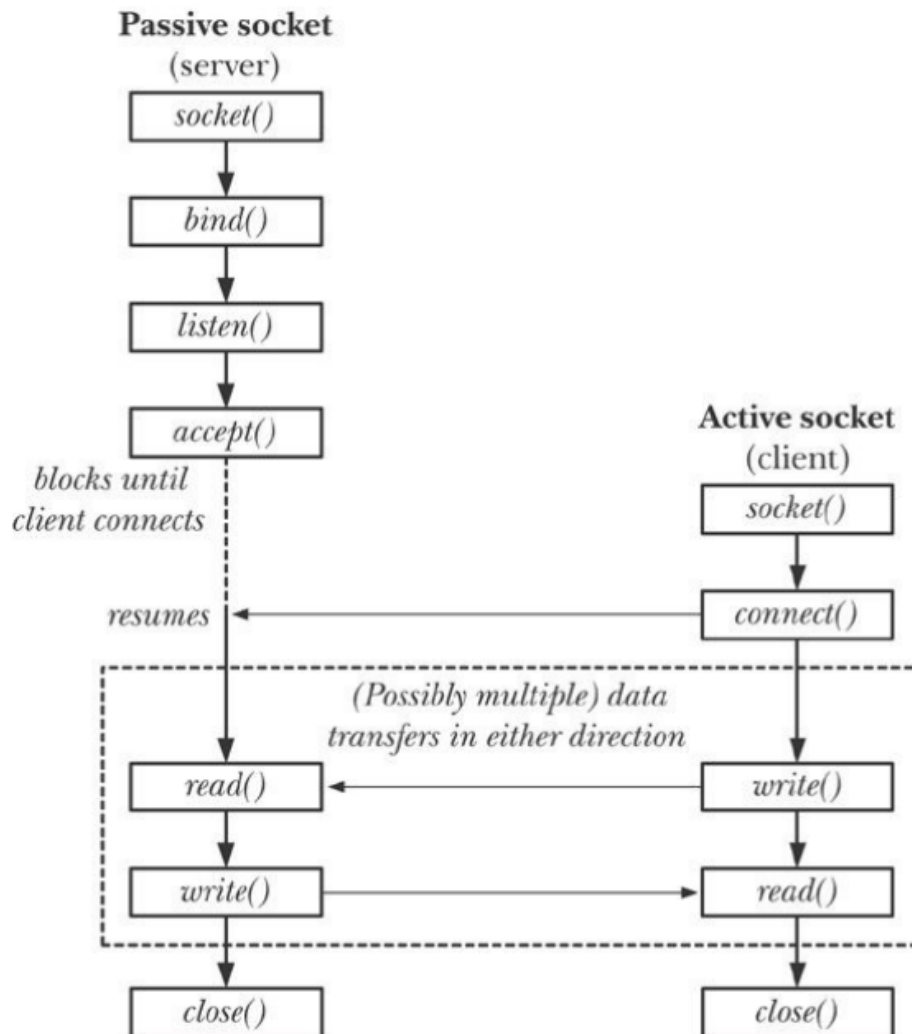 Passive socket
(server)
socket()
bind()
listen()
accept()
blocks until
client connects
resumes
Active socket
(client)
socket()
connect()
(Possibly multiple) data
transfers in either direction
read()
write()
write()
read()
close()
close()